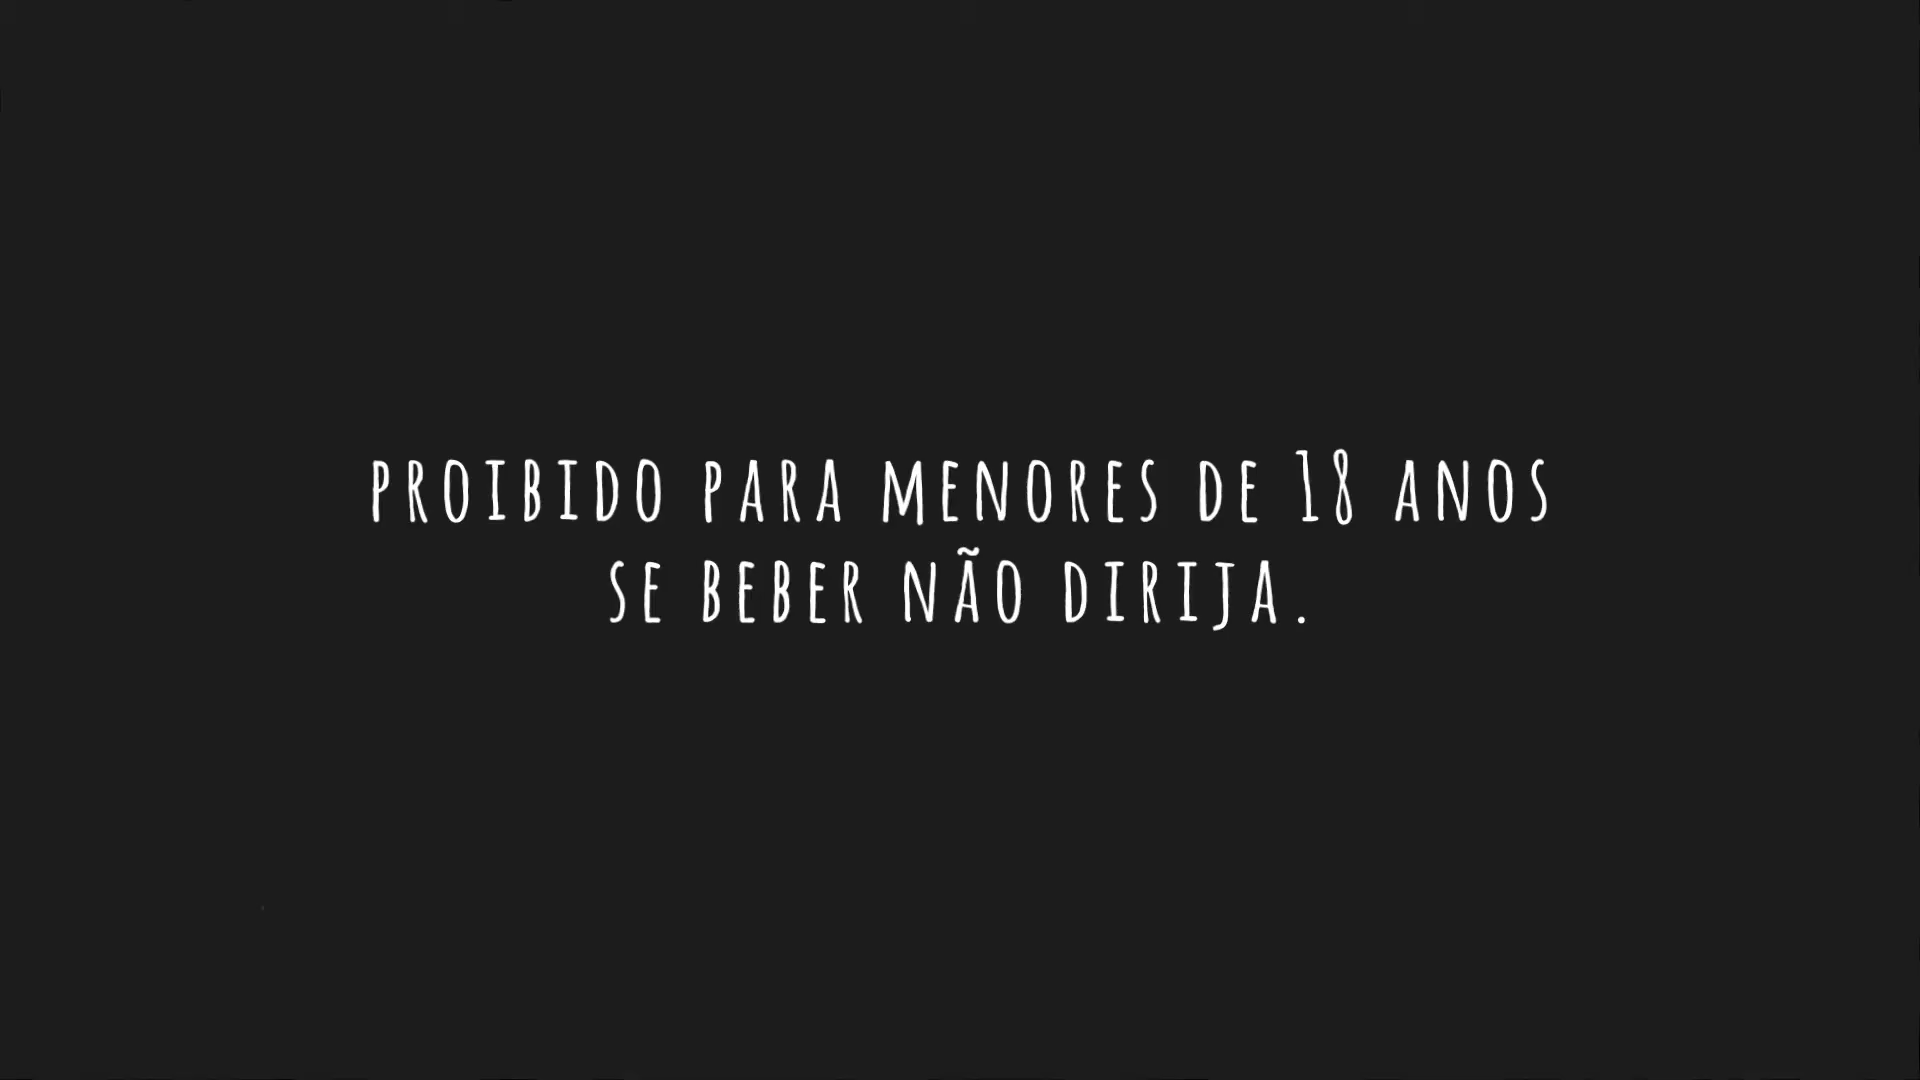 PROIBIDO PARA MENORES DE 18 ANOS
SE BEBER NÃO DIRIJA.